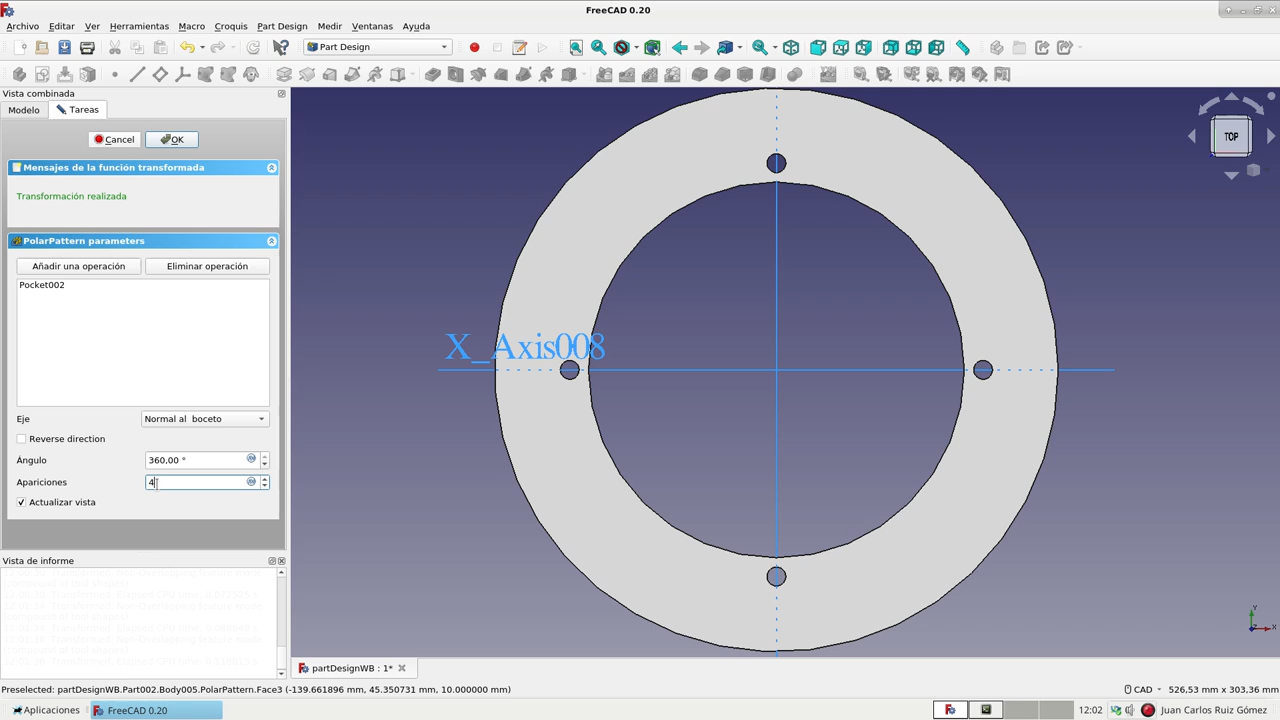 FreeCAD 0.20
Archivo Editar Ver Herramientas Macro Croquis Part Design Medir Ventanas Ayuda
Part Design
Vista combinada
Modelo Tareas
Cancel OK
Mensajes de la función transformada
Transformación realizada
PolarPattern parameters
Añadir una operación Eliminar operación
Pocket002
Eje Normal al boceto
Reverse direction
Ángulo 360,00 °
Apariciones 4
Actualizar vista
Vista de informe
TOP
X_Axis008
Y
X
partDesignWB : 1*
Preselected: partDesignWB.Part002.Body005.PolarPattern.Face3 (-139.661896 mm, 45.350731 mm, 10.000000 mm)
CAD 526,53 mm x 303,36 mm
Aplicaciones FreeCAD 0.20 12:02 Juan Carlos Ruiz Gómez